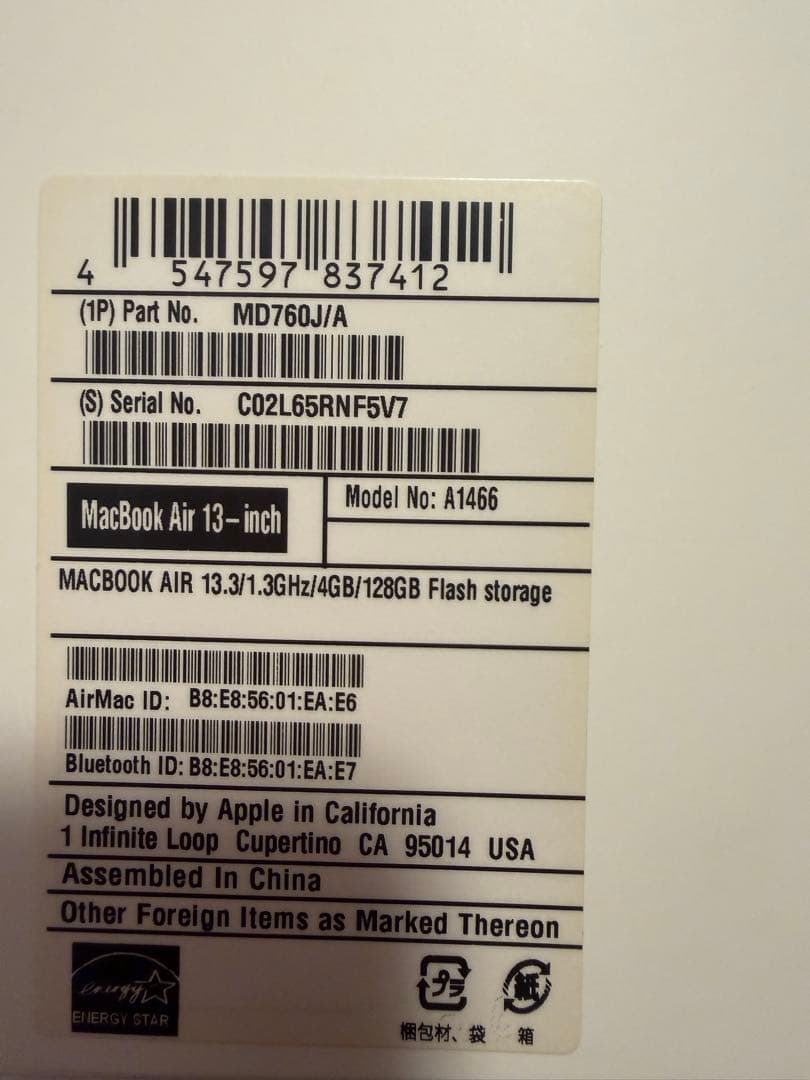 4 547597 837412
(1P) Part No. MD760J/A
(S) Serial No. C02L65RNF5V7
MacBook Air 13-inch
Model No: A1466
MACBOOK AIR 13.3/1.3GHz/4GB/128GB Flash storage
AirMac ID: B8:E8:56:01:EA:E6
Bluetooth ID: B8:E8:56:01:EA:E7
Designed by Apple in California
1 Infinite Loop Cupertino CA 95014 USA
Assembled In China
Other Foreign Items as Marked Thereon
energy
ENERGY STAR
プラ
紙
梱包材、袋
箱